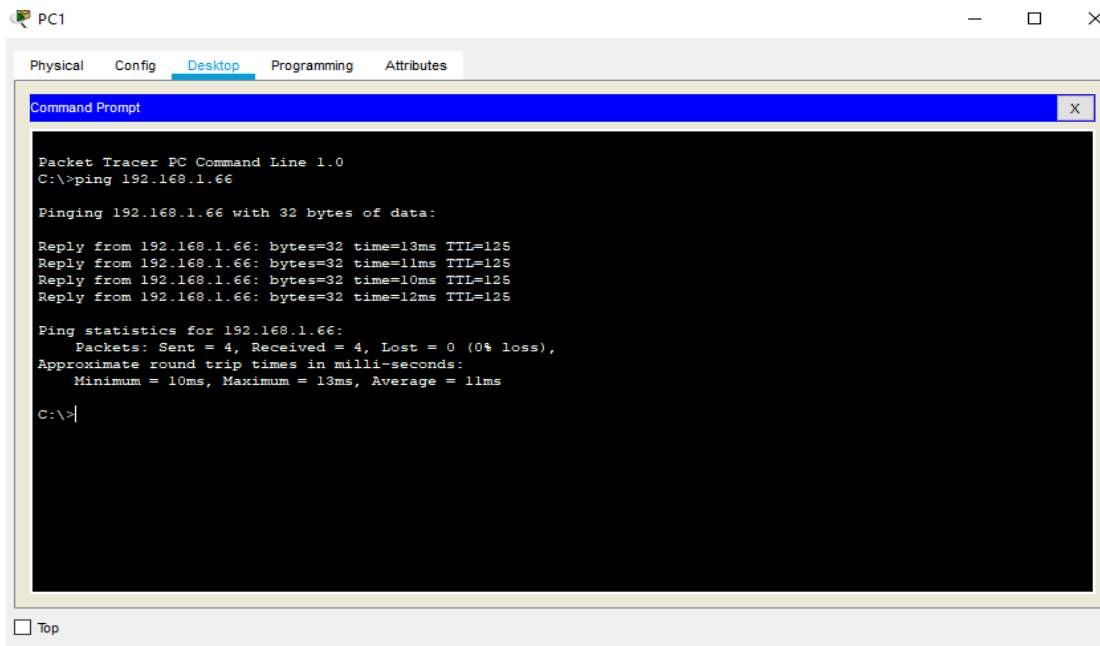 PC1
Physical Config Desktop Programming Attributes
Command Prompt
X
Packet Tracer PC Command Line 1.0
C:\>ping 192.168.1.66
Pinging 192.168.1.66 with 32 bytes of data:
Reply from 192.168.1.66: bytes=32 time=13ms TTL=125
Reply from 192.168.1.66: bytes=32 time=11ms TTL=125
Reply from 192.168.1.66: bytes=32 time=10ms TTL=125
Reply from 192.168.1.66: bytes=32 time=12ms TTL=125
Ping statistics for 192.168.1.66:
    Packets: Sent = 4, Received = 4, Lost = 0 (0% loss),
Approximate round trip times in milli-seconds:
    Minimum = 10ms, Maximum = 13ms, Average = 11ms
C:\>
Top